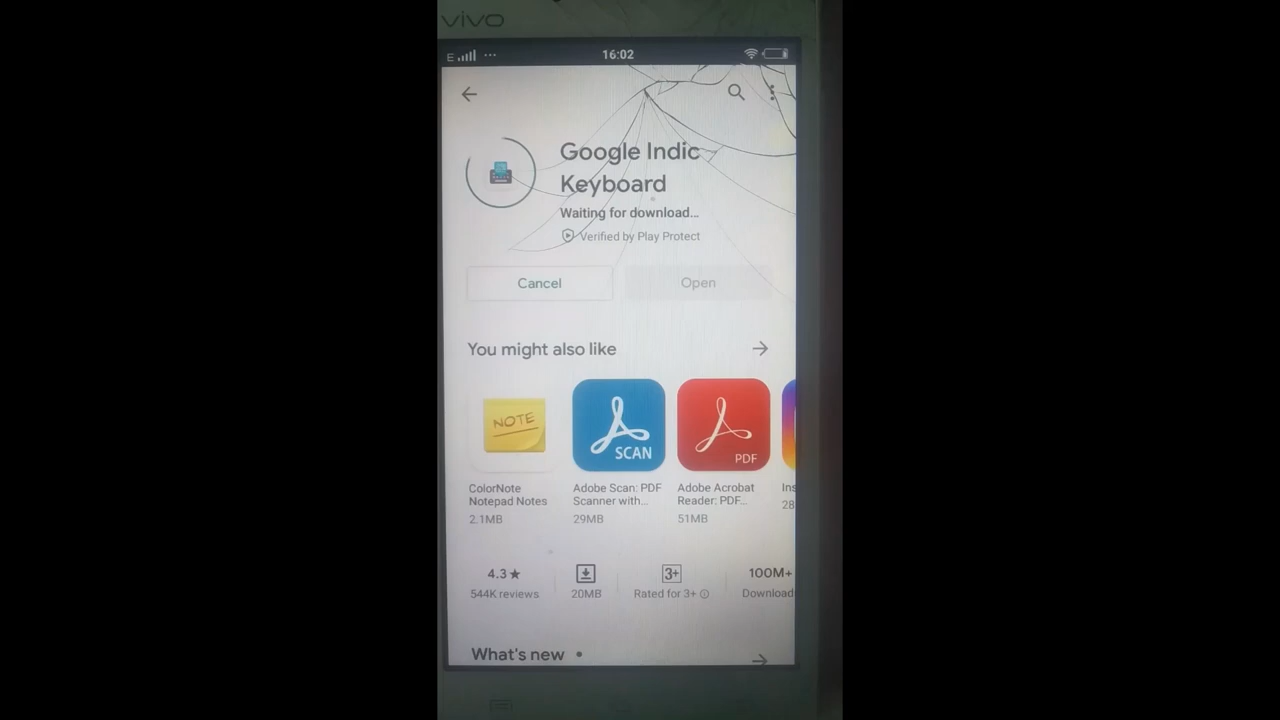 vivo
E ... 16:02
Google Indic
Keyboard
Waiting for download...
Verified by Play Protect
Cancel Open
You might also like
NOTE SCAN PDF
ColorNote
Notepad Notes
2.1MB
Adobe Scan: PDF
Scanner with...
29MB
Adobe Acrobat
Reader: PDF...
51MB
Ins
28
4.3★ 3+ 100M+
544K reviews 20MB Rated for 3+ Download
What's new •